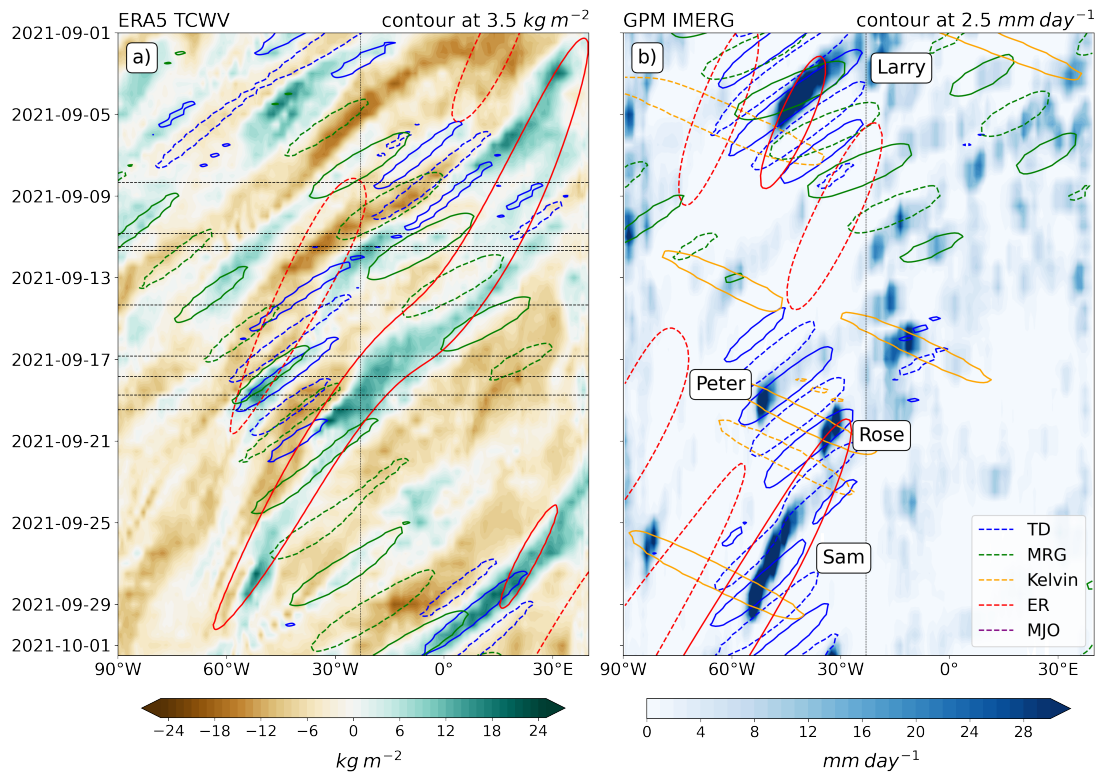 ERA5 TCWV
contour at 3.5 kg m⁻²
GPM IMERG
contour at 2.5 mm day⁻¹
a)
b)
2021-09-01
2021-09-05
2021-09-09
2021-09-13
2021-09-17
2021-09-21
2021-09-25
2021-09-29
2021-10-01
Larry
Peter
Rose
Sam
TD
MRG
Kelvin
ER
MJO
90°W
60°W
30°W
0°
30°E
90°W
60°W
30°W
0°
30°E
−24 −18 −12 −6 0 6 12 18 24
kg m⁻²
0 4 8 12 16 20 24 28
mm day⁻¹